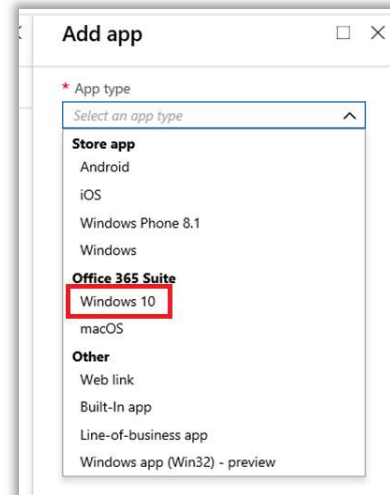 Add app
* App type
Select an app type
Store app
Android
iOS
Windows Phone 8.1
Windows
Office 365 Suite
Windows 10
macOS
Other
Web link
Built-In app
Line-of-business app
Windows app (Win32) - preview